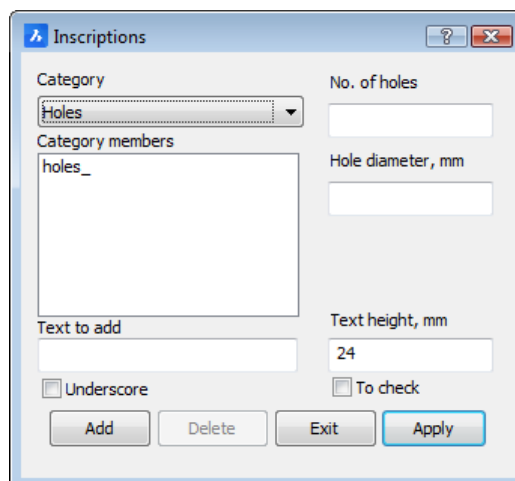 Inscriptions
Category
Holes
Category members
holes_
Text to add
Underscore
No. of holes
Hole diameter, mm
Text height, mm
24
To check
Add
Delete
Exit
Apply